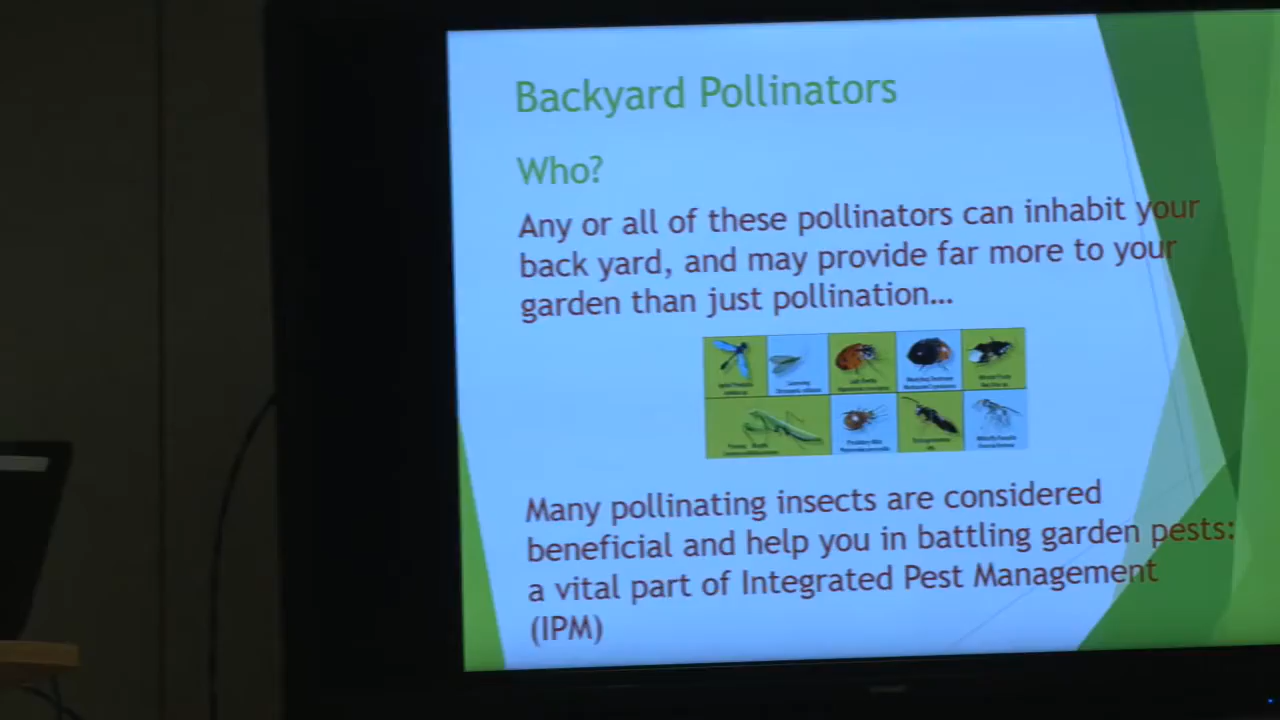 Backyard Pollinators
Who?
Any or all of these pollinators can inhabit your
back yard, and may provide far more to your
garden than just pollination...
Many pollinating insects are considered
beneficial and help you in battling garden pests:
a vital part of Integrated Pest Management
(IPM)